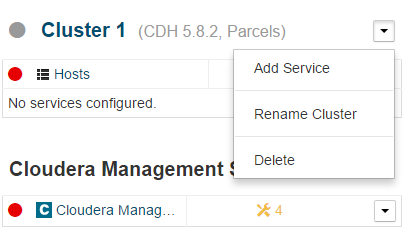 Cluster 1 (CDH 5.8.2, Parcels)
Add Service
Hosts
No services configured.
Rename Cluster
Delete
Cloudera Management S
C Cloudera Manag... 4